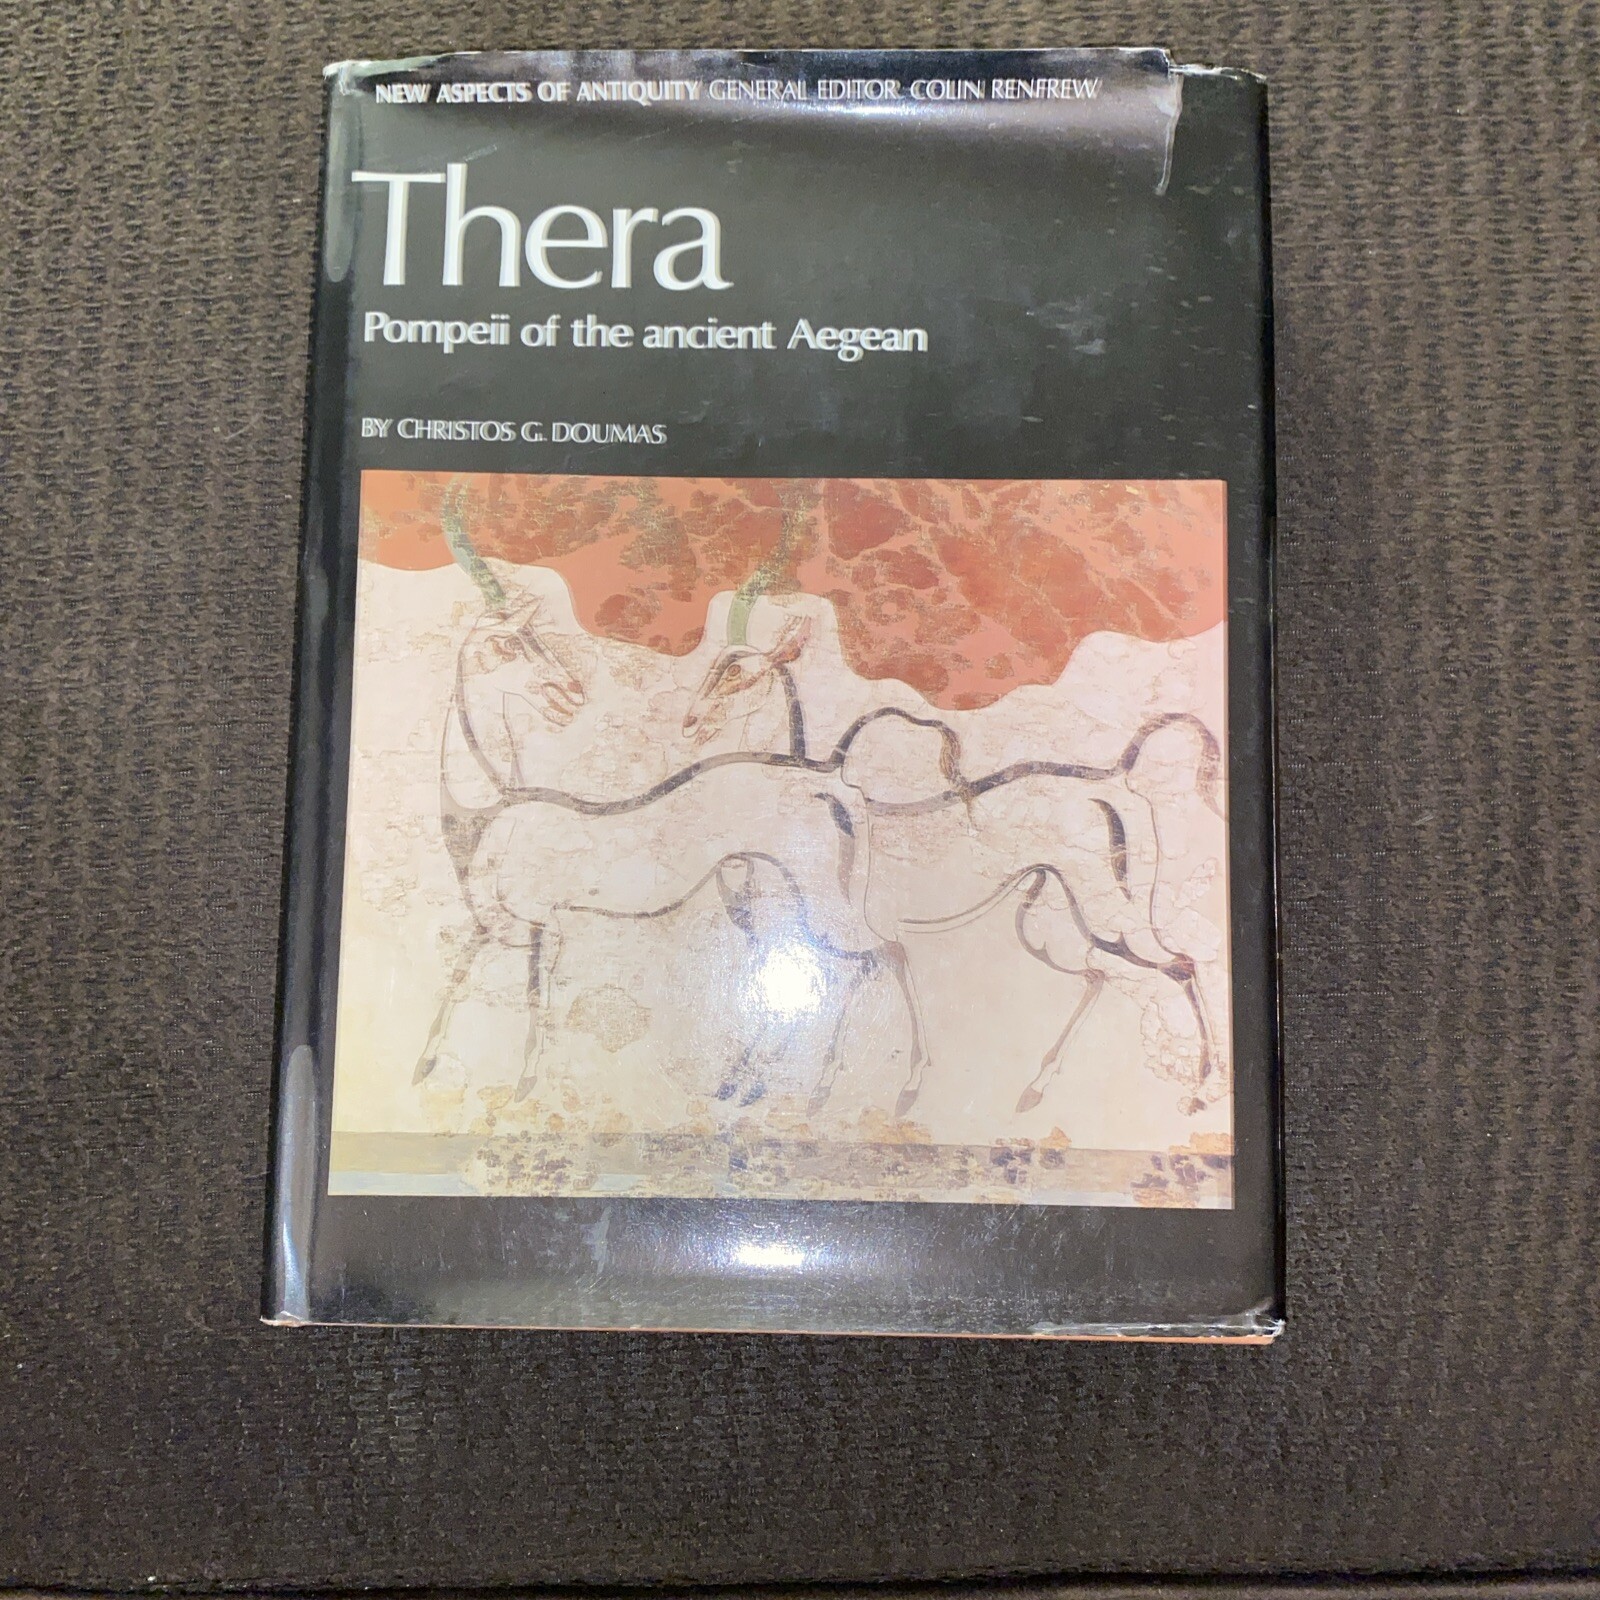 NEW ASPECTS OF ANTIQUITY GENERAL EDITOR COLIN RENFREW
Thera
Pompeii of the ancient Aegean
BY CHRISTOS G. DOUMAS